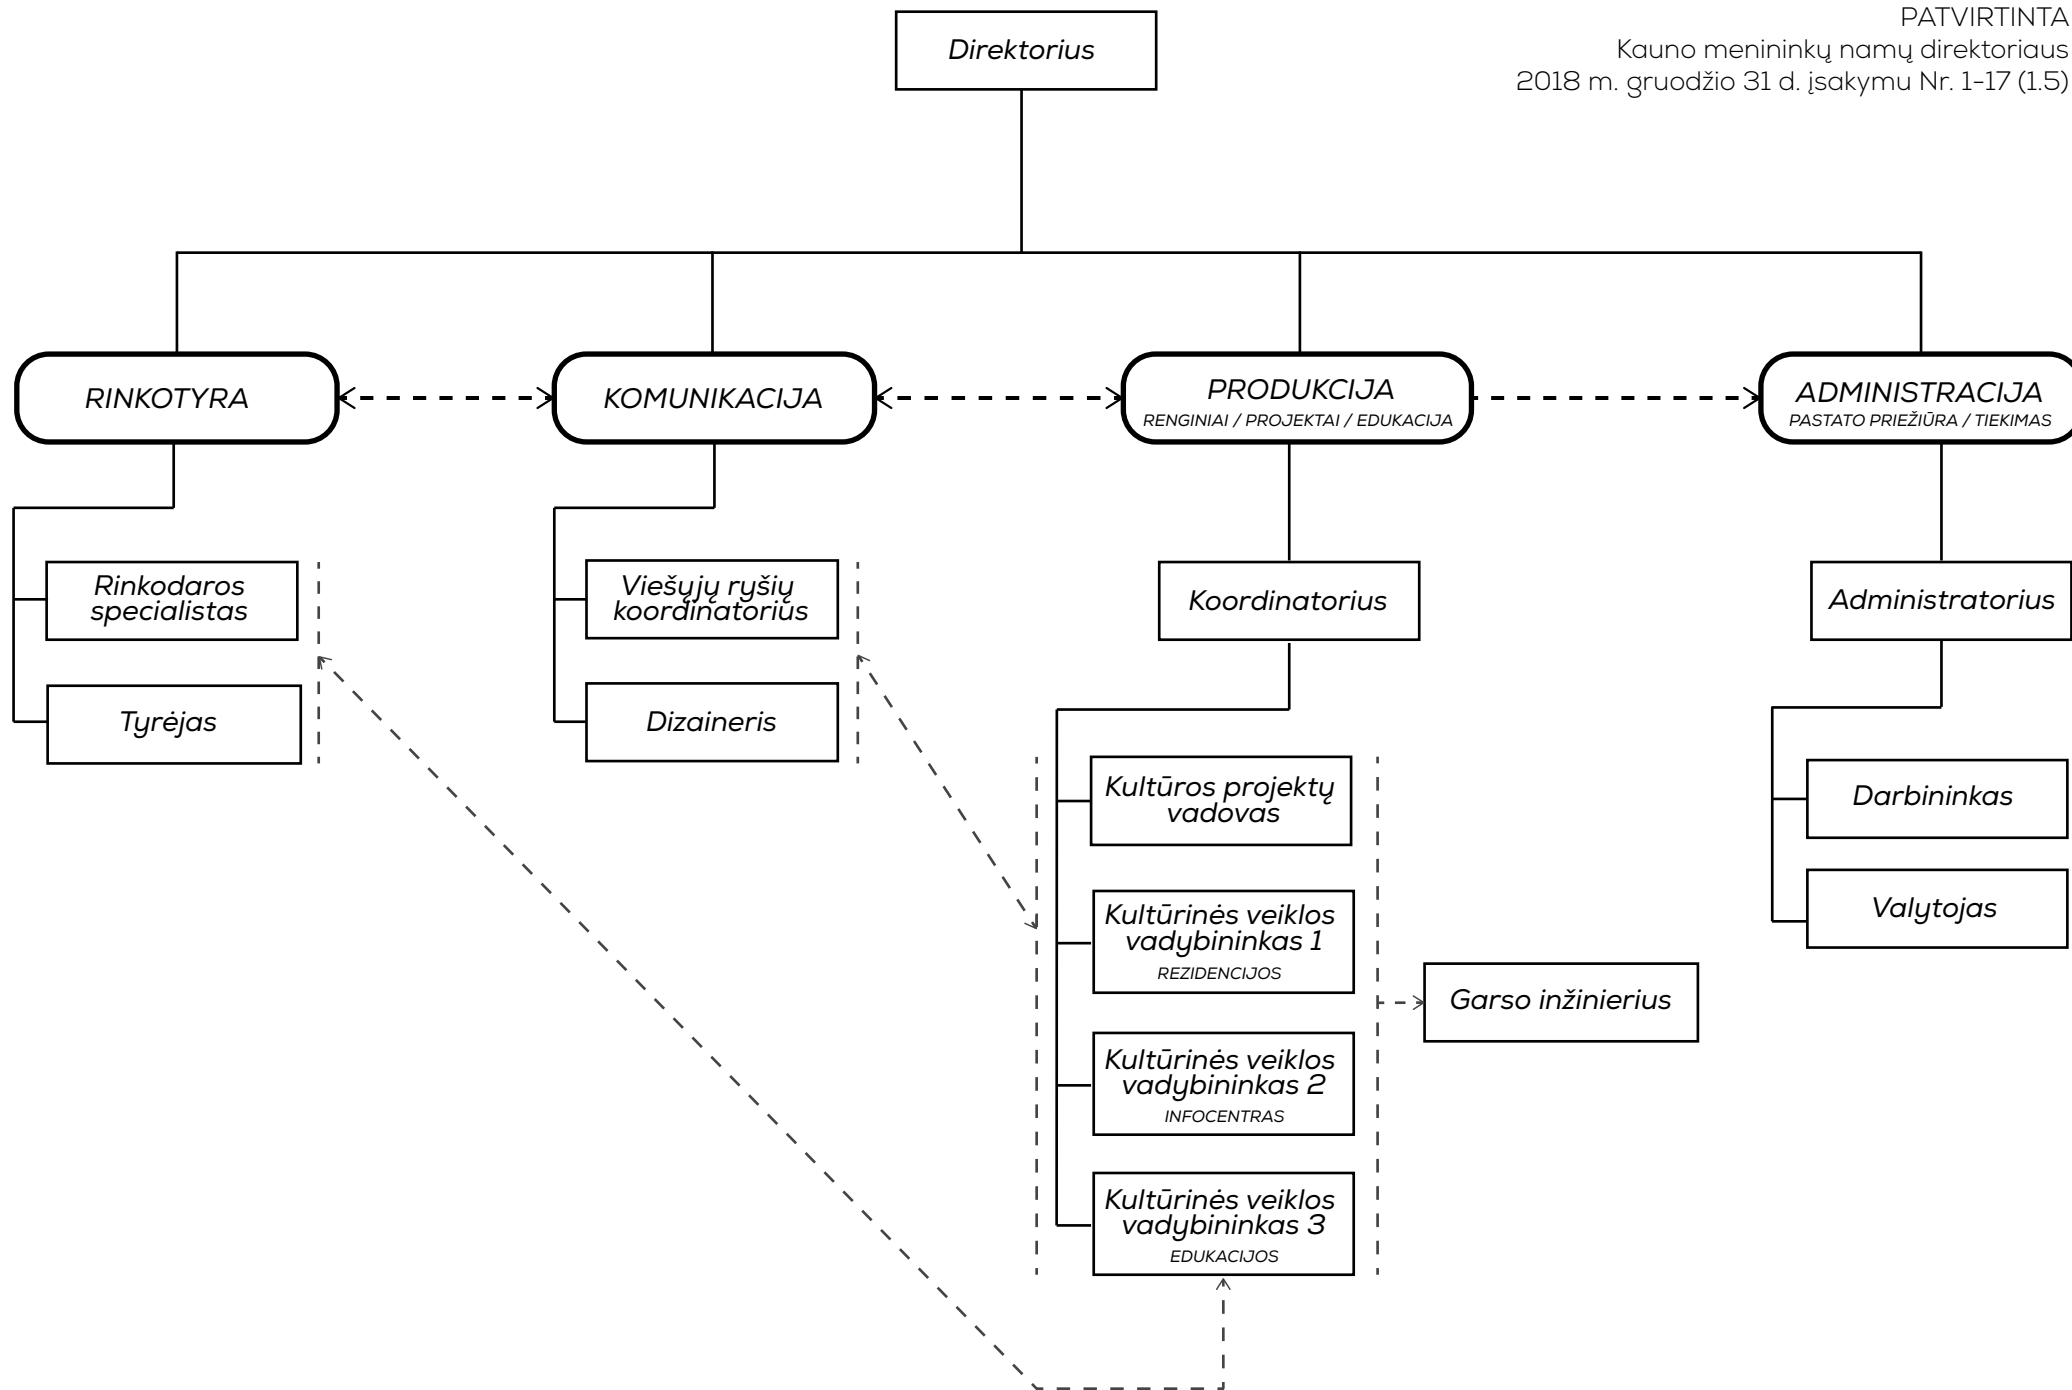 PATVIRTINTA
Kauno menininkų namų direktoriaus
2018 m. gruodžio 31 d. įsakymu Nr. 1-17 (1.5)
Direktorius
RINKOTYRA
KOMUNIKACIJA
PRODUKCIJA
RENGINIAI / PROJEKTAI / EDUKACIJA
ADMINISTRACIJA
PASTATO PRIEŽIŪRA / TIEKIMAS
Rinkodaros
specialistas
Tyrėjas
Viešųjų ryšių
koordinatorius
Dizaineris
Koordinatorius
Kultūros projektų
vadovas
Kultūrinės veiklos
vadybininkas 1
REZIDENCIJOS
Kultūrinės veiklos
vadybininkas 2
INFOCENTRAS
Kultūrinės veiklos
vadybininkas 3
EDUKACIJOS
Garso inžinierius
Administratorius
Darbininkas
Valytojas